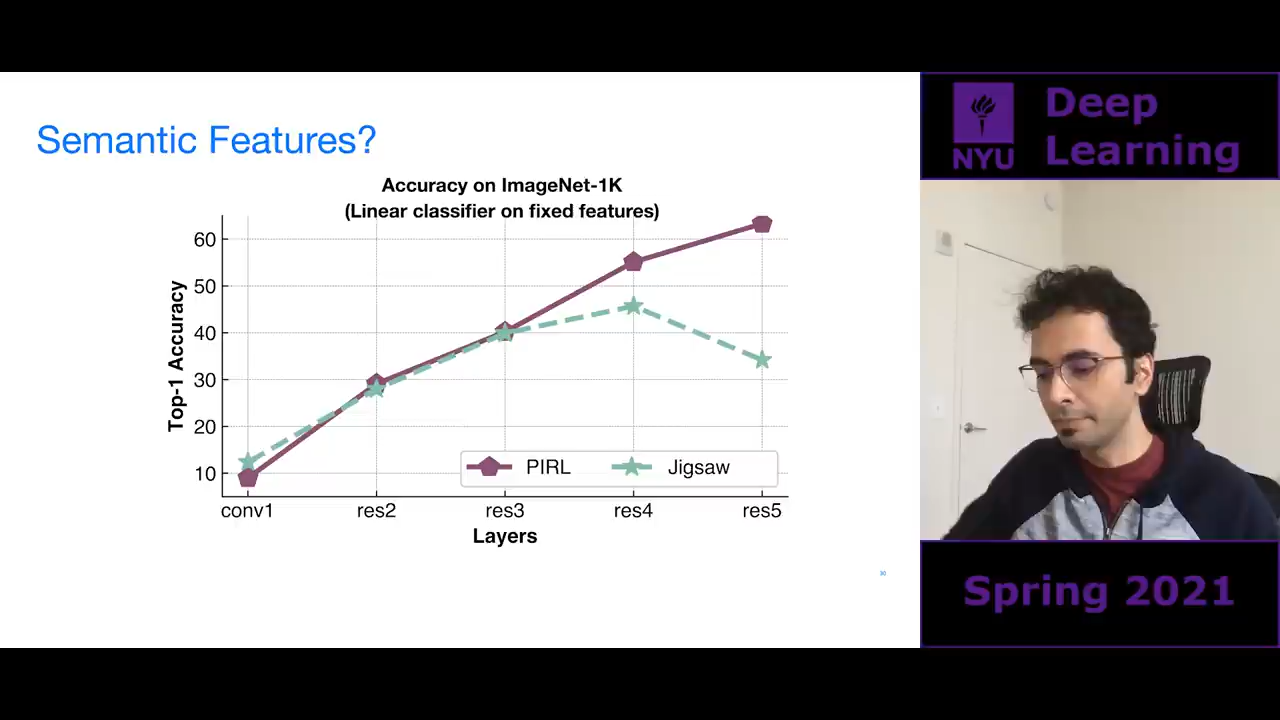 Semantic Features?
Accuracy on ImageNet-1K
(Linear classifier on fixed features)
Top-1 Accuracy
60
50
40
30
20
10
PIRL
Jigsaw
conv1
res2
res3
res4
res5
Layers
NYU
Deep
Learning
Spring 2021